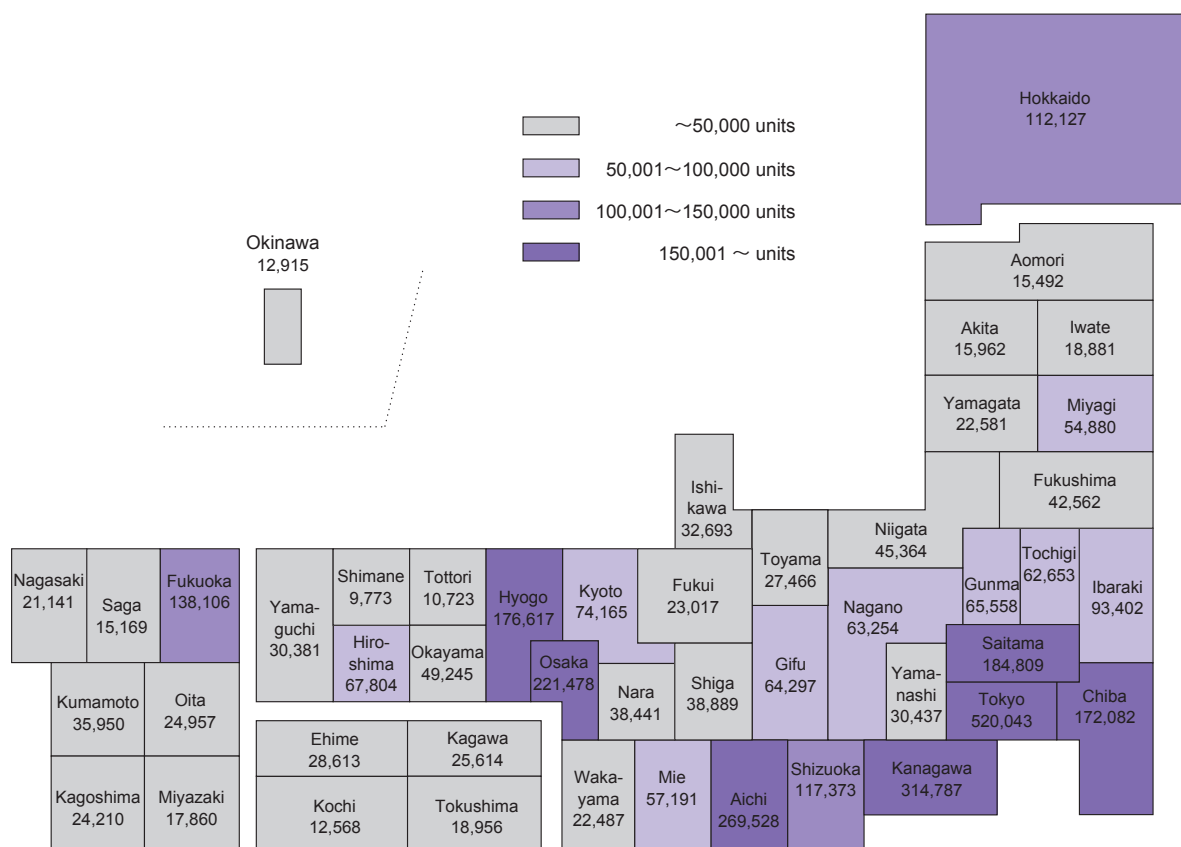 Hokkaido
112,127
～50,000 units
50,001～100,000 units
100,001～150,000 units
150,001 ～ units
Okinawa
12,915
Aomori
15,492
Akita
15,962
Iwate
18,881
Yamagata
22,581
Miyagi
54,880
Fukushima
42,562
Ishi-
kawa
32,693
Niigata
45,364
Toyama
27,466
Gunma
65,558
Tochigi
62,653
Ibaraki
93,402
Nagasaki
21,141
Saga
15,169
Fukuoka
138,106
Yama-
guchi
30,381
Shimane
9,773
Tottori
10,723
Hyogo
176,617
Kyoto
74,165
Fukui
23,017
Nagano
63,254
Hiro-
shima
67,804
Okayama
49,245
Osaka
221,478
Nara
38,441
Shiga
38,889
Gifu
64,297
Yama-
nashi
30,437
Saitama
184,809
Tokyo
520,043
Chiba
172,082
Kumamoto
35,950
Oita
24,957
Ehime
28,613
Kagawa
25,614
Kagoshima
24,210
Miyazaki
17,860
Kochi
12,568
Tokushima
18,956
Waka-
yama
22,487
Mie
57,191
Aichi
269,528
Shizuoka
117,373
Kanagawa
314,787